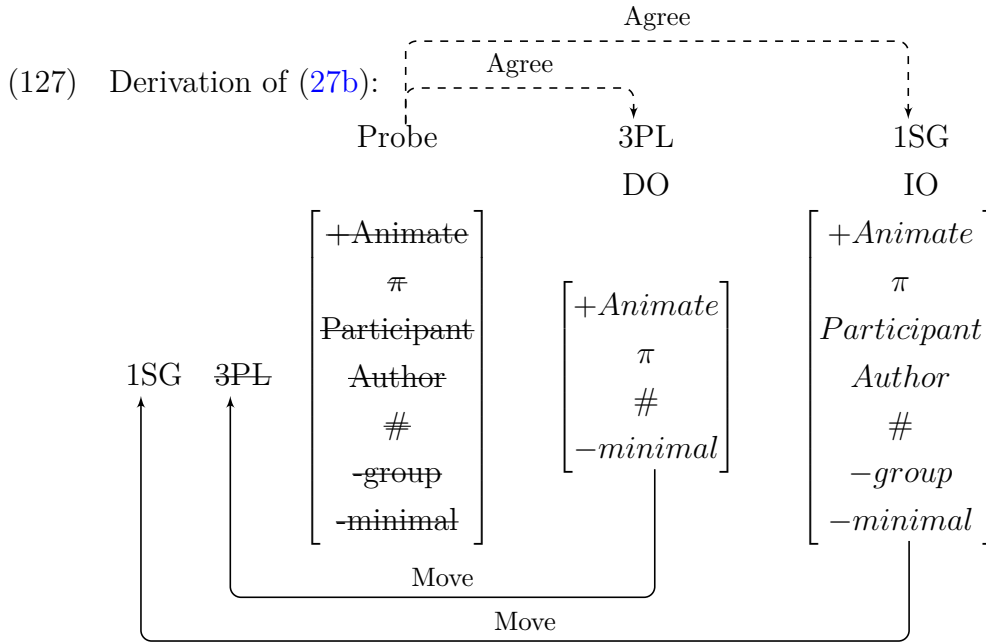 Agree
Agree
(127) Derivation of (27b):
Probe 3PL 1SG
DO IO
+Animate +Animate
π +Animate π
Participant π Participant
1SG 3PL Author # Author
# −minimal #
-group −group
-minimal −minimal
Move
Move